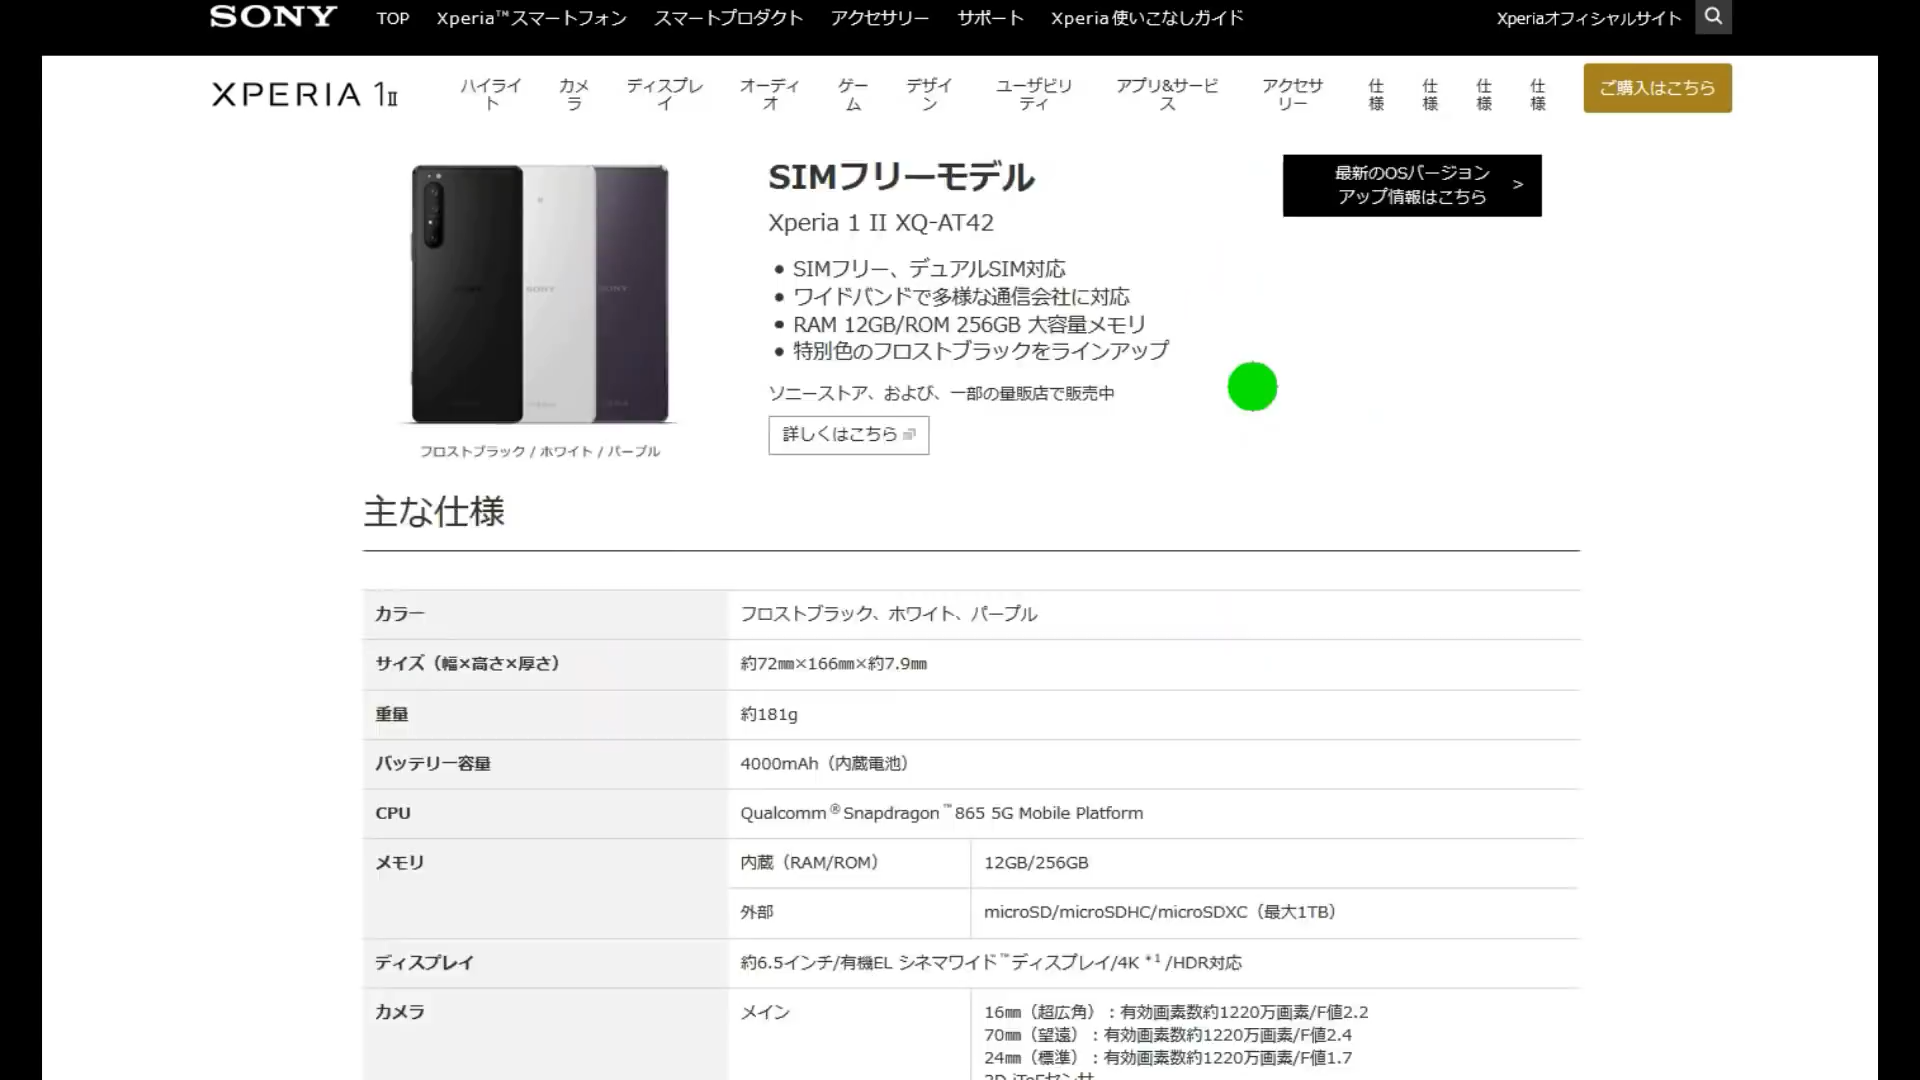 SONY TOP Xperia™スマートフォン スマートプロダクト アクセサリー サポート Xperia 使いこなしガイド Xperiaオフィシャルサイト
XPERIA 1II ハイライト カメラ ディスプレイ オーディオ ゲーム デザイン ユーザビリティ アプリ&サービス アクセサリー 仕様 仕様 仕様 仕様 ご購入はこちら
SIMフリーモデル
Xperia 1 II XQ-AT42
• SIMフリー、デュアルSIM対応
• ワイドバンドで多様な通信会社に対応
• RAM 12GB/ROM 256GB 大容量メモリ
• 特別色のフロストブラックをラインアップ
ソニーストア、および、一部の量販店で販売中
詳しくはこちら
最新のOSバージョン
アップ情報はこちら >
SONY
SONY
フロストブラック / ホワイト / パープル
主な仕様
カラー フロストブラック、ホワイト、パープル
サイズ（幅×高さ×厚さ） 約72㎜×166㎜×約7.9㎜
重量 約181g
バッテリー容量 4000mAh（内蔵電池）
CPU Qualcomm®Snapdragon™865 5G Mobile Platform
メモリ 内蔵（RAM/ROM） 12GB/256GB
外部 microSD/microSDHC/microSDXC（最大1TB）
ディスプレイ 約6.5インチ/有機EL シネマワイド™ディスプレイ/4K *1 /HDR対応
カメラ メイン 16㎜（超広角）：有効画素数約1220万画素/F値2.2
70㎜（望遠）：有効画素数約1220万画素/F値2.4
24㎜（標準）：有効画素数約1220万画素/F値1.7
3D iToFセンサ